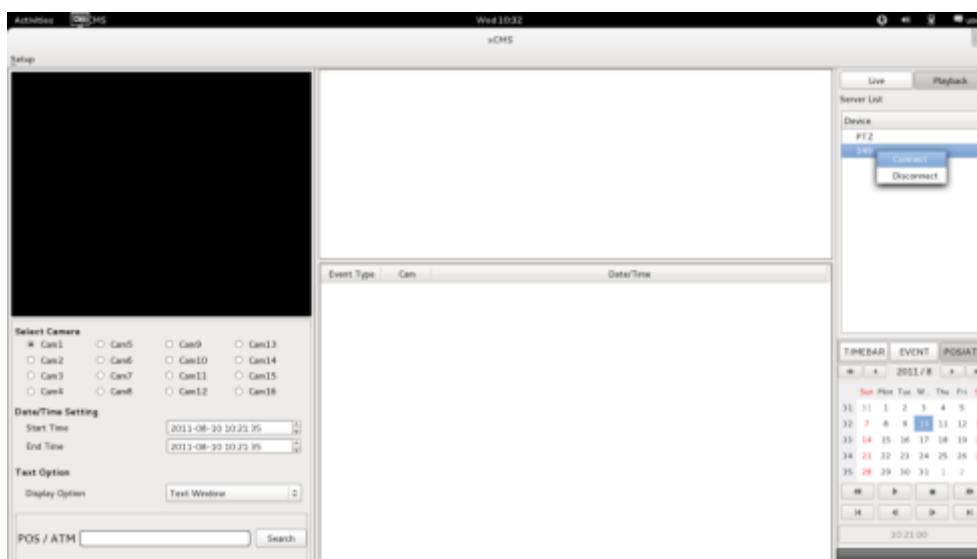 Activities CMS Wed 10:32
xCMS
Setup
Live Playback
Server List
Device
PTZ
Connect
Disconnect
Event Type Cam Date/Time
Select Camera
Cam1 Cam5 Cam9 Cam13
Cam2 Cam6 Cam10 Cam14
Cam3 Cam7 Cam11 Cam15
Cam4 Cam8 Cam12 Cam16
Date/Time Setting
Start Time 2011-08-10 10:21:35
End Time 2011-08-10 10:21:35
Text Option
Display Option Text Window
POS / ATM Search
TIMEBAR EVENT POS/AT
2011 / 8
Sun Mon Tue W... Thu Fri
31 31 1 2 3 4 5
32 7 8 9 10 11 12
33 14 15 16 17 18 19
34 21 22 23 24 25 26
35 28 29 30 31 1 2
10:21:00